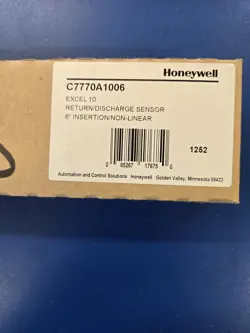 Honeywell
C7770A1006
EXCEL 10
RETURN/DISCHARGE SENSOR
6" INSERTION/NON-LINEAR
1252
0 85267 17675 0
Automation and Control Solutions Honeywell Golden Valley, Minnesota 55422